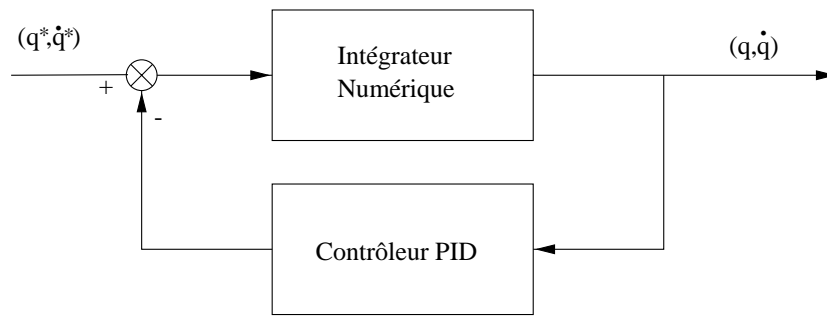 (q*,q̇*)
Intégrateur
Numérique
(q,q̇)
+
-
Contrôleur PID